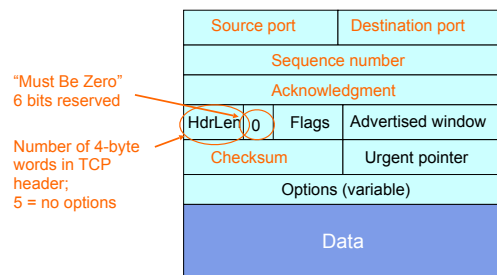 Source port
Destination port
Sequence number
“Must Be Zero”
6 bits reserved
Acknowledgment
HdrLen
0
Flags
Advertised window
Number of 4-byte
words in TCP
header;
5 = no options
Checksum
Urgent pointer
Options (variable)
Data